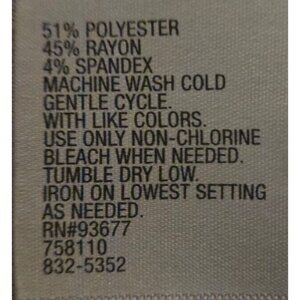 51% POLYESTER
45% RAYON
4% SPANDEX
MACHINE WASH COLD
GENTLE CYCLE.
WITH LIKE COLORS.
USE ONLY NON-CHLORINE
BLEACH WHEN NEEDED.
TUMBLE DRY LOW.
IRON ON LOWEST SETTING
AS NEEDED.
RN#93677
758110
832-5352